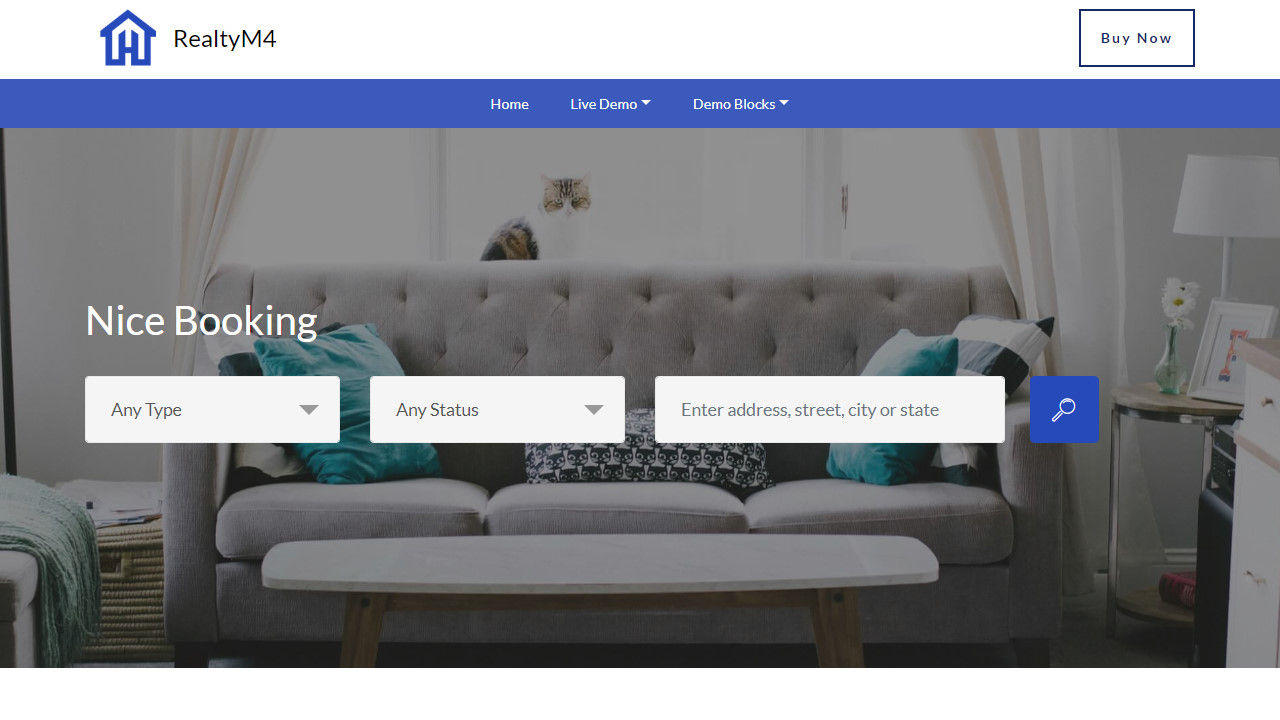 RealtyM4
Buy Now
Home Live Demo Demo Blocks
Nice Booking
Any Type Any Status Enter address, street, city or state